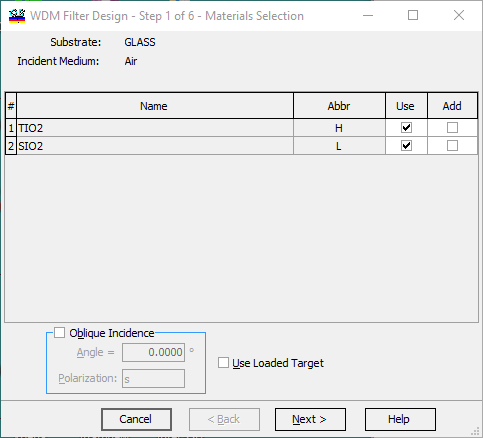 WDM Filter Design - Step 1 of 6 - Materials Selection
Substrate: GLASS
Incident Medium: Air
# Name Abbr Use Add
1 TIO2 H
2 SIO2 L
Oblique Incidence
Angle = 0.0000 °
Polarization: s
Use Loaded Target
Cancel < Back Next > Help